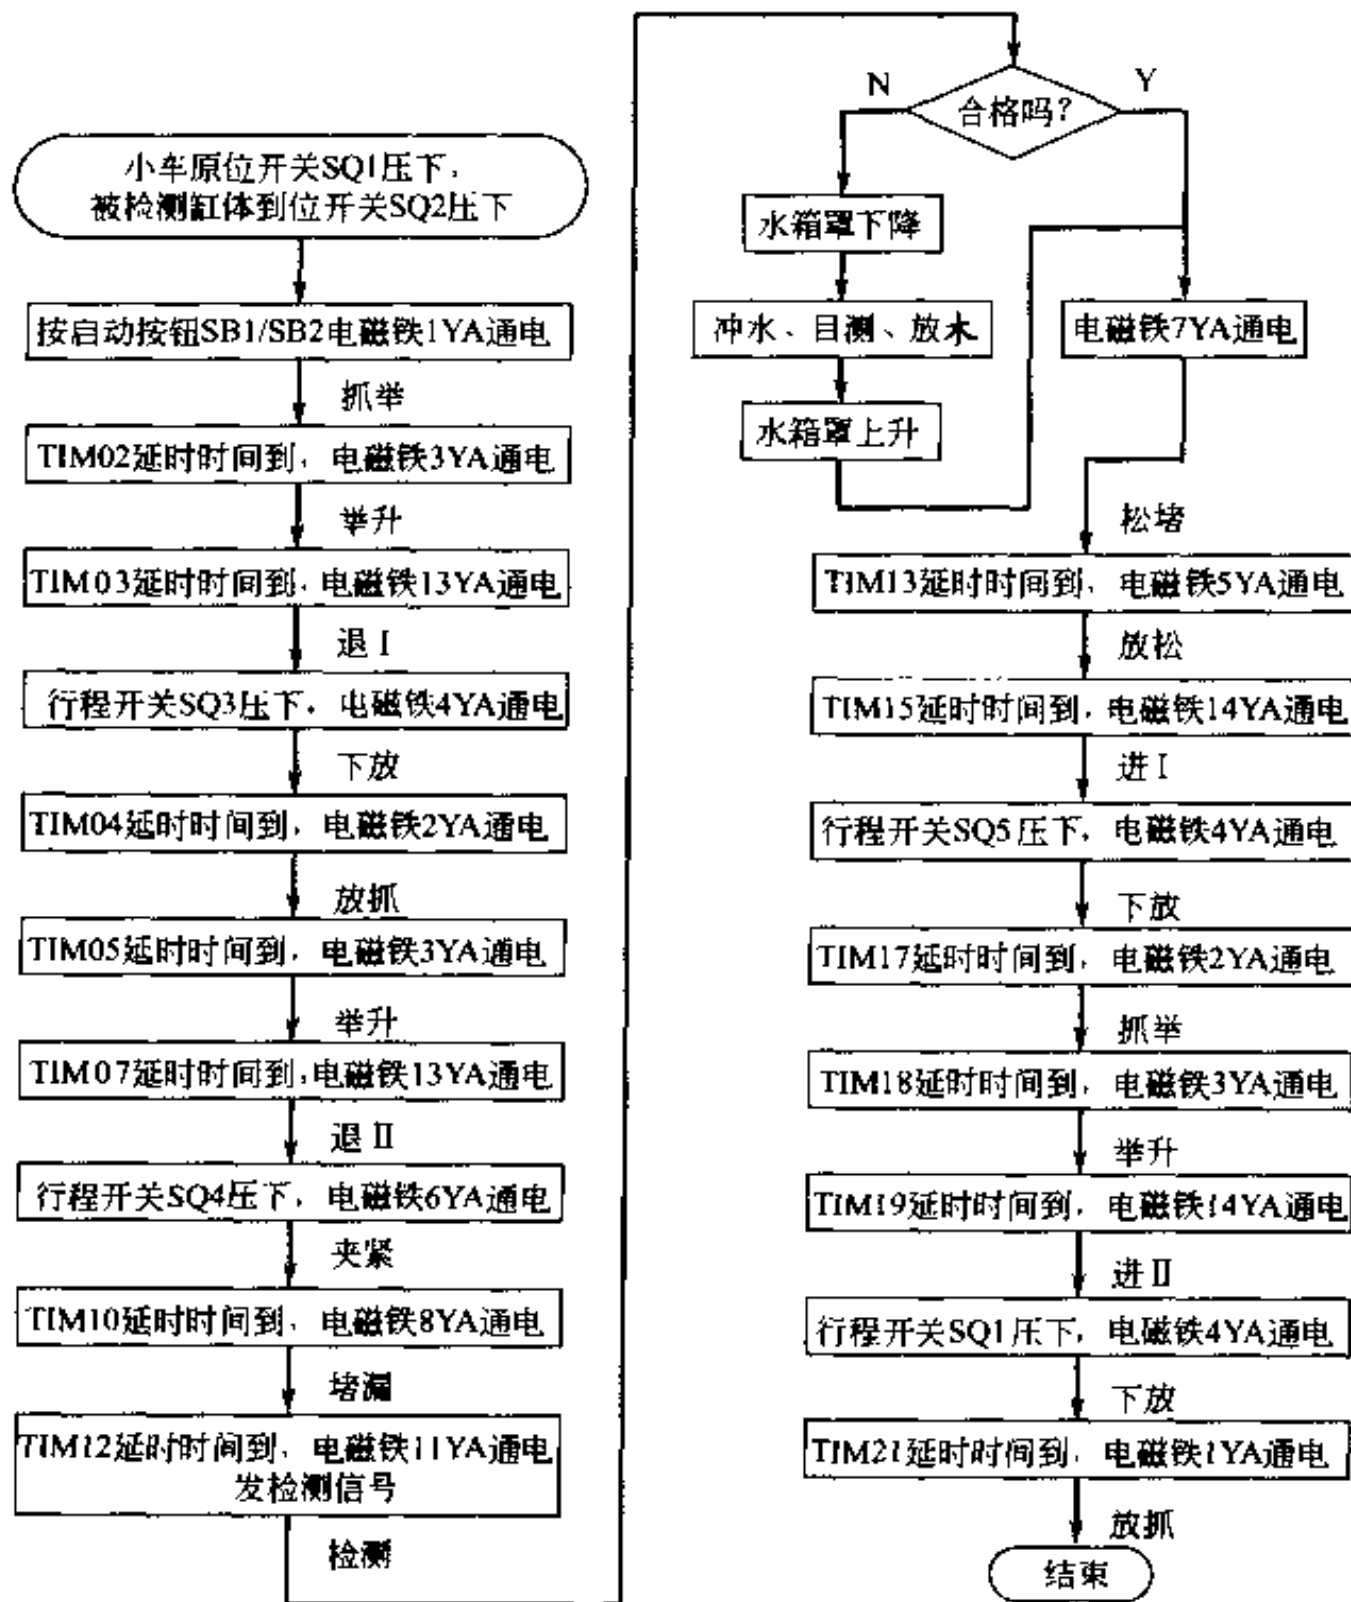 小车原位开关SQ1压下,
被检测缸体到位开关SQ2压下
按启动按钮SB1/SB2电磁铁1YA通电
抓举
TIM02延时时间到,电磁铁3YA通电
举升
TIM03延时时间到,电磁铁13YA通电
退Ⅰ
行程开关SQ3压下,电磁铁4YA通电
下放
TIM04延时时间到,电磁铁2YA通电
放抓
TIM05延时时间到,电磁铁3YA通电
举升
TIM07延时时间到,电磁铁13YA通电
退Ⅱ
行程开关SQ4压下,电磁铁6YA通电
夹紧
TIM10延时时间到,电磁铁8YA通电
堵漏
TIM12延时时间到,电磁铁11YA通电
发检测信号
检测
合格吗?
N
Y
水箱罩下降
冲水、目测、放水
水箱罩上升
电磁铁7YA通电
松堵
TIM13延时时间到,电磁铁5YA通电
放松
TIM15延时时间到,电磁铁14YA通电
进Ⅰ
行程开关SQ5压下,电磁铁4YA通电
下放
TIM17延时时间到,电磁铁2YA通电
抓举
TIM18延时时间到,电磁铁3YA通电
举升
TIM19延时时间到,电磁铁14YA通电
进Ⅱ
行程开关SQ1压下,电磁铁4YA通电
下放
TIM21延时时间到,电磁铁1YA通电
放抓
结束